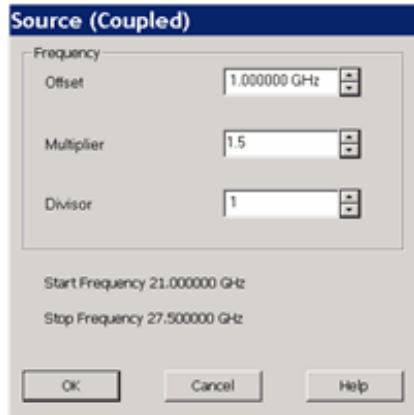 Source (Coupled)
Frequency
Offset 1.000000 GHz
Multiplier 1.5
Divisor 1
Start Frequency 21.000000 GHz
Stop Frequency 27.500000 GHz
OK Cancel Help